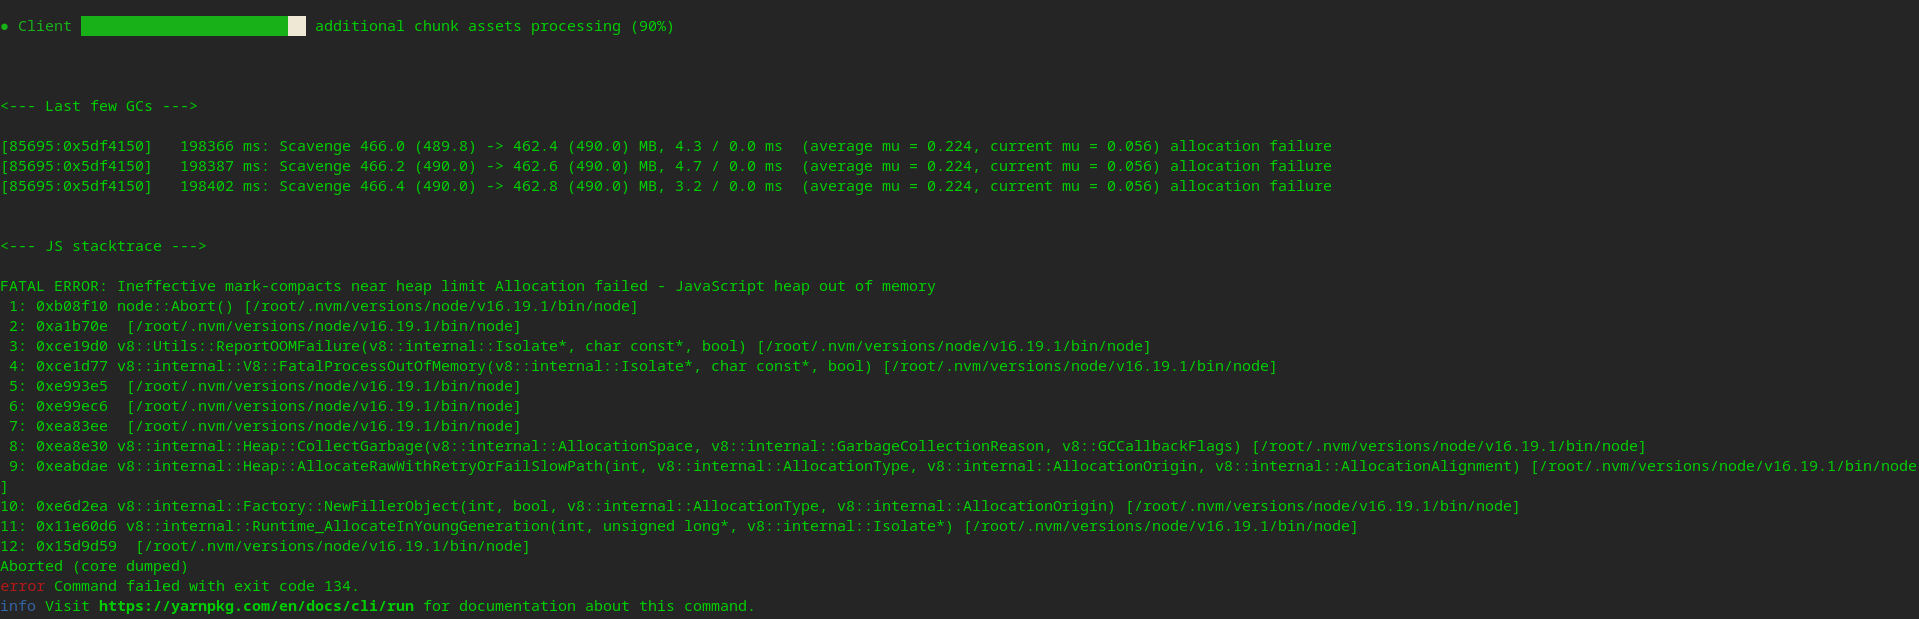 ● Client additional chunk assets processing (90%)
<--- Last few GCs --->
[85695:0x5df4150]   198366 ms: Scavenge 466.0 (489.8) -> 462.4 (490.0) MB, 4.3 / 0.0 ms  (average mu = 0.224, current mu = 0.056) allocation failure
[85695:0x5df4150]   198387 ms: Scavenge 466.2 (490.0) -> 462.6 (490.0) MB, 4.7 / 0.0 ms  (average mu = 0.224, current mu = 0.056) allocation failure
[85695:0x5df4150]   198402 ms: Scavenge 466.4 (490.0) -> 462.8 (490.0) MB, 3.2 / 0.0 ms  (average mu = 0.224, current mu = 0.056) allocation failure
<--- JS stacktrace --->
FATAL ERROR: Ineffective mark-compacts near heap limit Allocation failed - JavaScript heap out of memory
 1: 0xb08f10 node::Abort() [/root/.nvm/versions/node/v16.19.1/bin/node]
 2: 0xa1b70e  [/root/.nvm/versions/node/v16.19.1/bin/node]
 3: 0xce19d0 v8::Utils::ReportOOMFailure(v8::internal::Isolate*, char const*, bool) [/root/.nvm/versions/node/v16.19.1/bin/node]
 4: 0xce1d77 v8::internal::V8::FatalProcessOutOfMemory(v8::internal::Isolate*, char const*, bool) [/root/.nvm/versions/node/v16.19.1/bin/node]
 5: 0xe993e5  [/root/.nvm/versions/node/v16.19.1/bin/node]
 6: 0xe99ec6  [/root/.nvm/versions/node/v16.19.1/bin/node]
 7: 0xea83ee  [/root/.nvm/versions/node/v16.19.1/bin/node]
 8: 0xea8e30 v8::internal::Heap::CollectGarbage(v8::internal::AllocationSpace, v8::internal::GarbageCollectionReason, v8::GCCallbackFlags) [/root/.nvm/versions/node/v16.19.1/bin/node]
 9: 0xeabdae v8::internal::Heap::AllocateRawWithRetryOrFailSlowPath(int, v8::internal::AllocationType, v8::internal::AllocationOrigin, v8::internal::AllocationAlignment) [/root/.nvm/versions/node/v16.19.1/bin/node
]
10: 0xe6d2ea v8::internal::Factory::NewFillerObject(int, bool, v8::internal::AllocationType, v8::internal::AllocationOrigin) [/root/.nvm/versions/node/v16.19.1/bin/node]
11: 0x11e60d6 v8::internal::Runtime_AllocateInYoungGeneration(int, unsigned long*, v8::internal::Isolate*) [/root/.nvm/versions/node/v16.19.1/bin/node]
12: 0x15d9d59  [/root/.nvm/versions/node/v16.19.1/bin/node]
Aborted (core dumped)
error Command failed with exit code 134.
info Visit https://yarnpkg.com/en/docs/cli/run for documentation about this command.